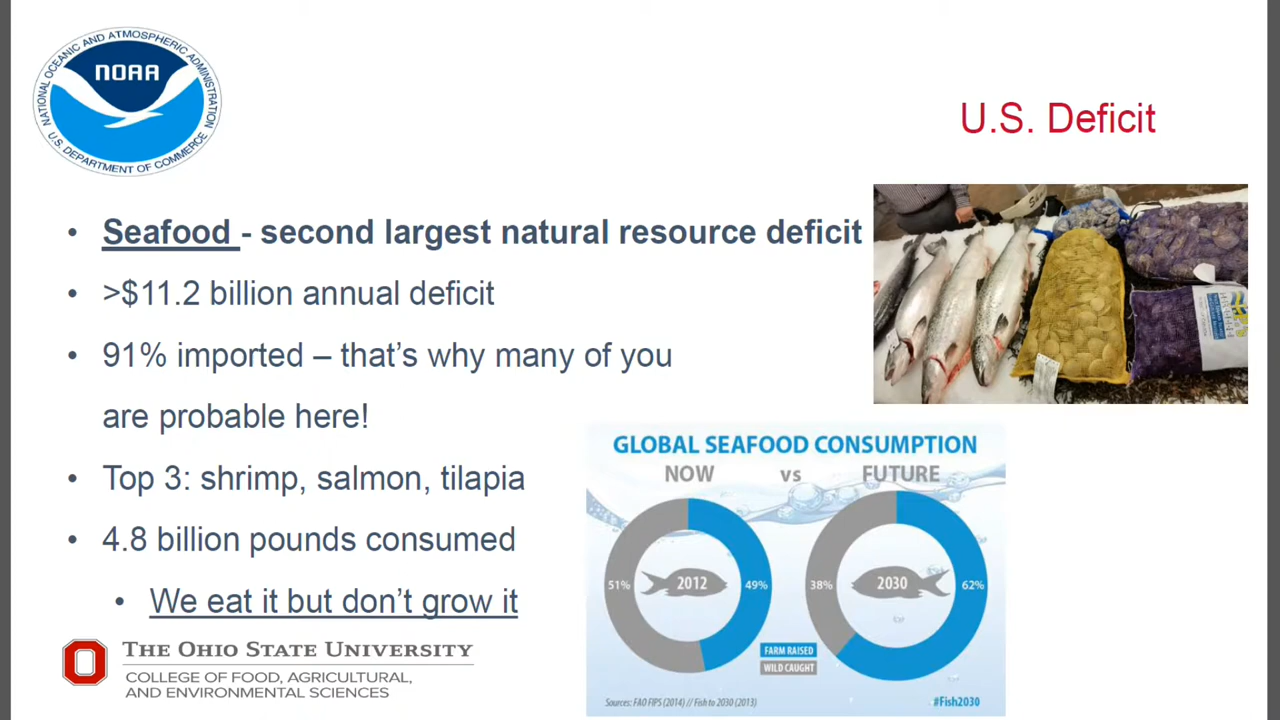 NATIONAL OCEANIC AND ATMOSPHERIC ADMINISTRATION
NOAA
U.S. DEPARTMENT OF COMMERCE
U.S. Deficit
• Seafood - second largest natural resource deficit
• >$11.2 billion annual deficit
• 91% imported – that’s why many of you
are probable here!
• Top 3: shrimp, salmon, tilapia
• 4.8 billion pounds consumed
• We eat it but don’t grow it
GLOBAL SEAFOOD CONSUMPTION
NOW vs FUTURE
51% 2012 49%
38% 2030 62%
FARM RAISED
WILD CAUGHT
Sources: FAO FIPS (2014) // Fish to 2030 (2013)
#Fish2030
THE OHIO STATE UNIVERSITY
COLLEGE OF FOOD, AGRICULTURAL,
AND ENVIRONMENTAL SCIENCES